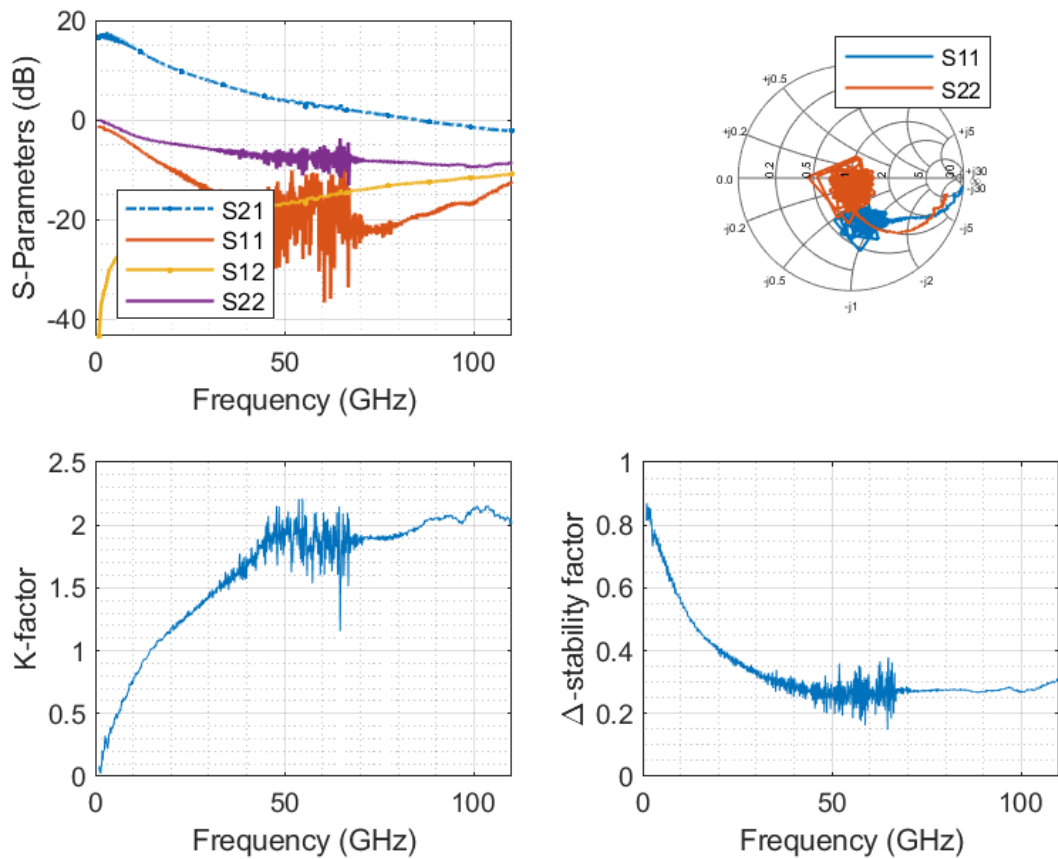 S-Parameters (dB)
20
0
-20
-40
S21
S11
S12
S22
0
50
100
Frequency (GHz)
S11
S22
+j0.5
+j0.2
+j5
+j30
-j30
0.0
0.2
0.5
1
2
-j0.2
-j5
-j0.5
-j2
-j1
K-factor
2.5
2
1.5
1
0.5
0
0
50
100
Frequency (GHz)
Δ-stability factor
1
0.8
0.6
0.4
0.2
0
0
50
100
Frequency (GHz)